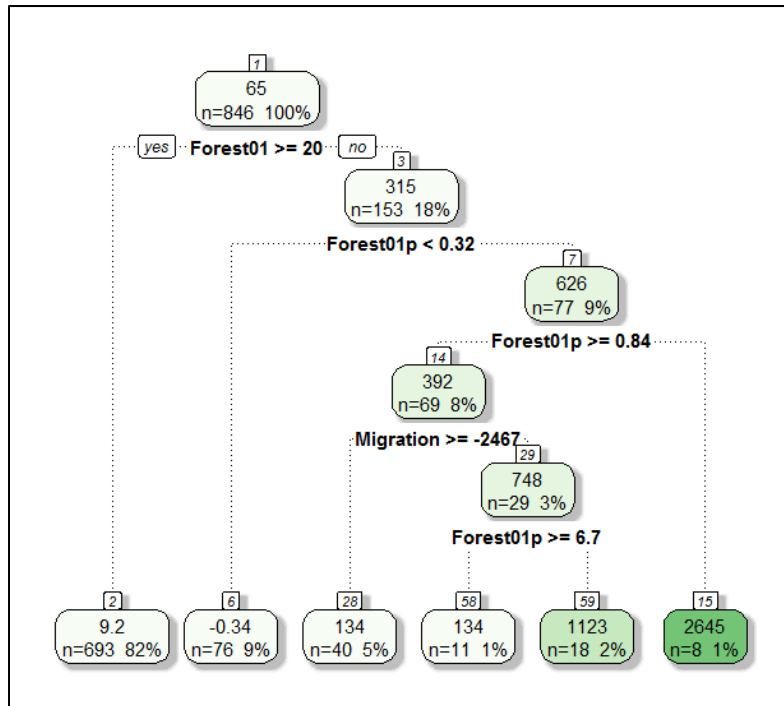 1
65
n=846 100%
yes Forest01 >= 20 no
3
315
n=153 18%
Forest01p < 0.32
7
626
n=77 9%
Forest01p >= 0.84
14
392
n=69 8%
Migration >= -2467
29
748
n=29 3%
Forest01p >= 6.7
2
9.2
n=693 82%
6
-0.34
n=76 9%
28
134
n=40 5%
58
134
n=11 1%
59
1123
n=18 2%
15
2645
n=8 1%